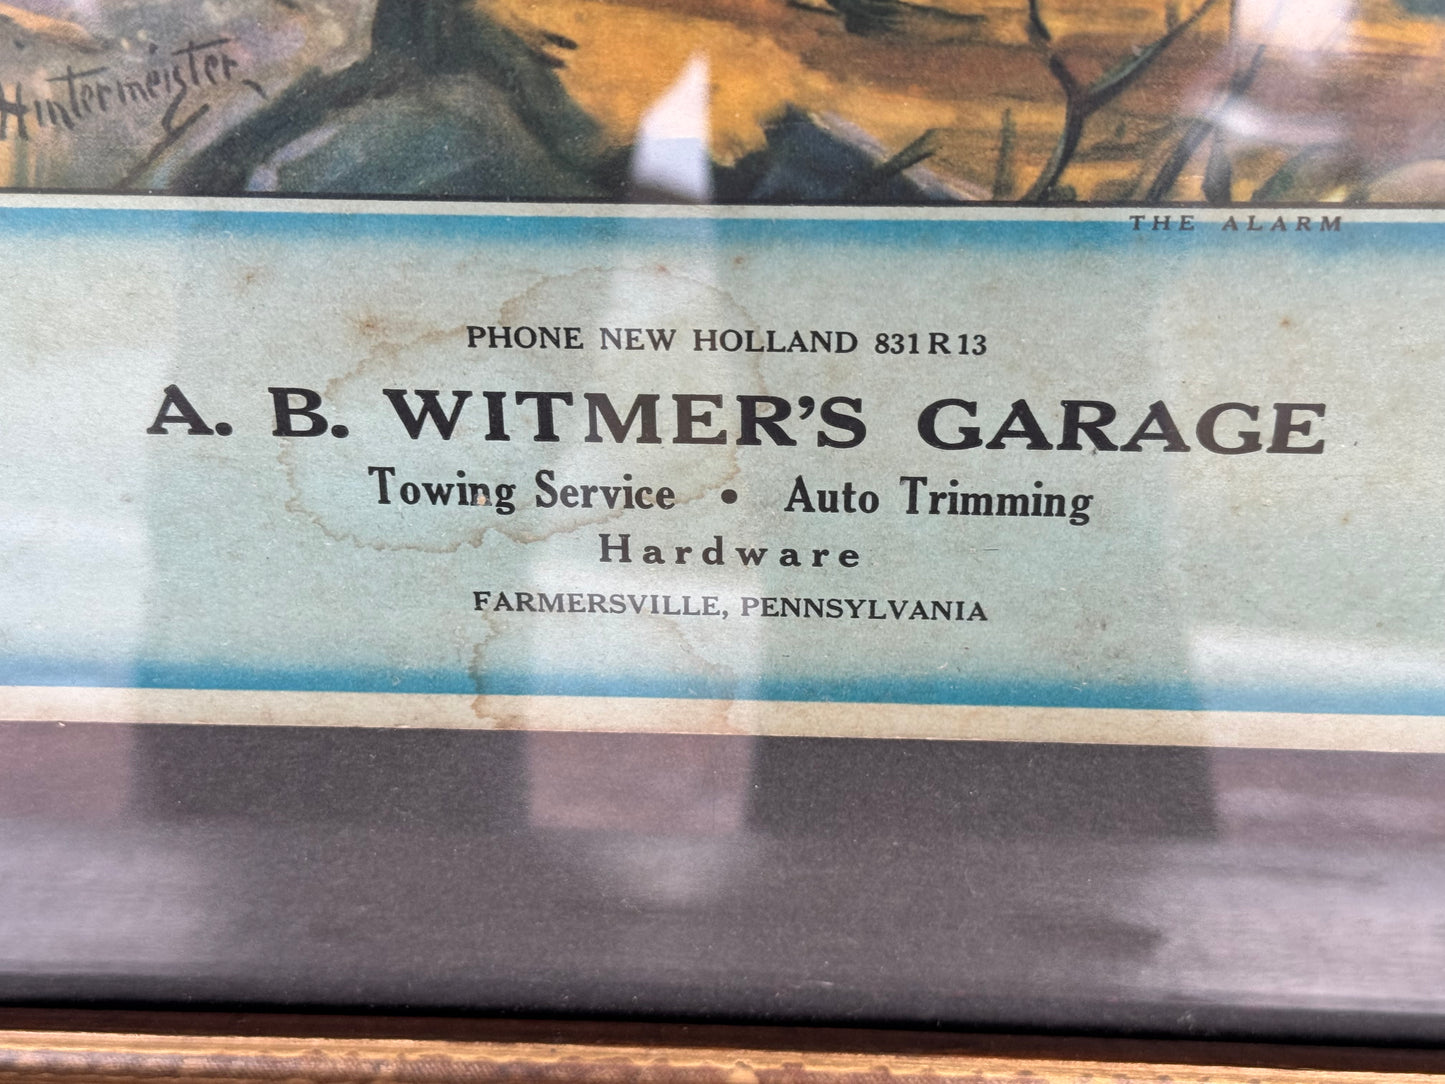 Hintermeister
THE ALARM
PHONE NEW HOLLAND 831 R 13
A. B. WITMER'S GARAGE
Towing Service • Auto Trimming
Hardware
FARMERSVILLE, PENNSYLVANIA